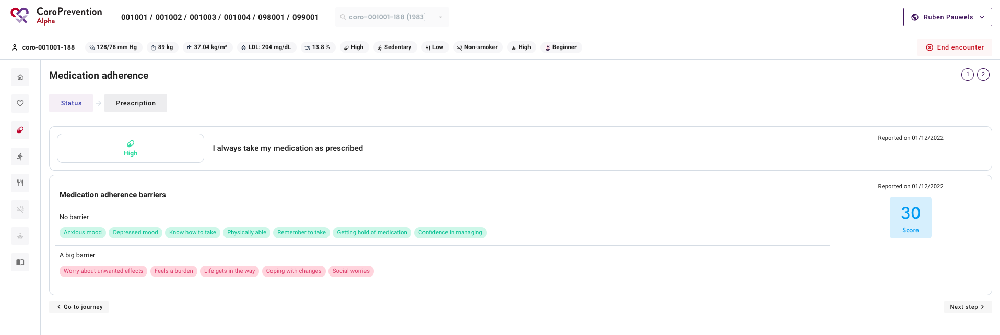 CoroPrevention
Alpha
001001 / 001002 / 001003 / 001004 / 098001 / 099001
coro-001001-188 (1983)
Ruben Pauwels
coro-001001-188
128/78 mm Hg
89 kg
37.04 kg/m²
LDL: 204 mg/dL
13.8 %
High
Sedentary
Low
Non-smoker
High
Beginner
End encounter
Medication adherence
1
2
Status
Prescription
High
I always take my medication as prescribed
Reported on 01/12/2022
Medication adherence barriers
Reported on 01/12/2022
30
Score
No barrier
Anxious mood
Depressed mood
Know how to take
Physically able
Remember to take
Getting hold of medication
Confidence in managing
A big barrier
Worry about unwanted effects
Feels a burden
Life gets in the way
Coping with changes
Social worries
Go to journey
Next step